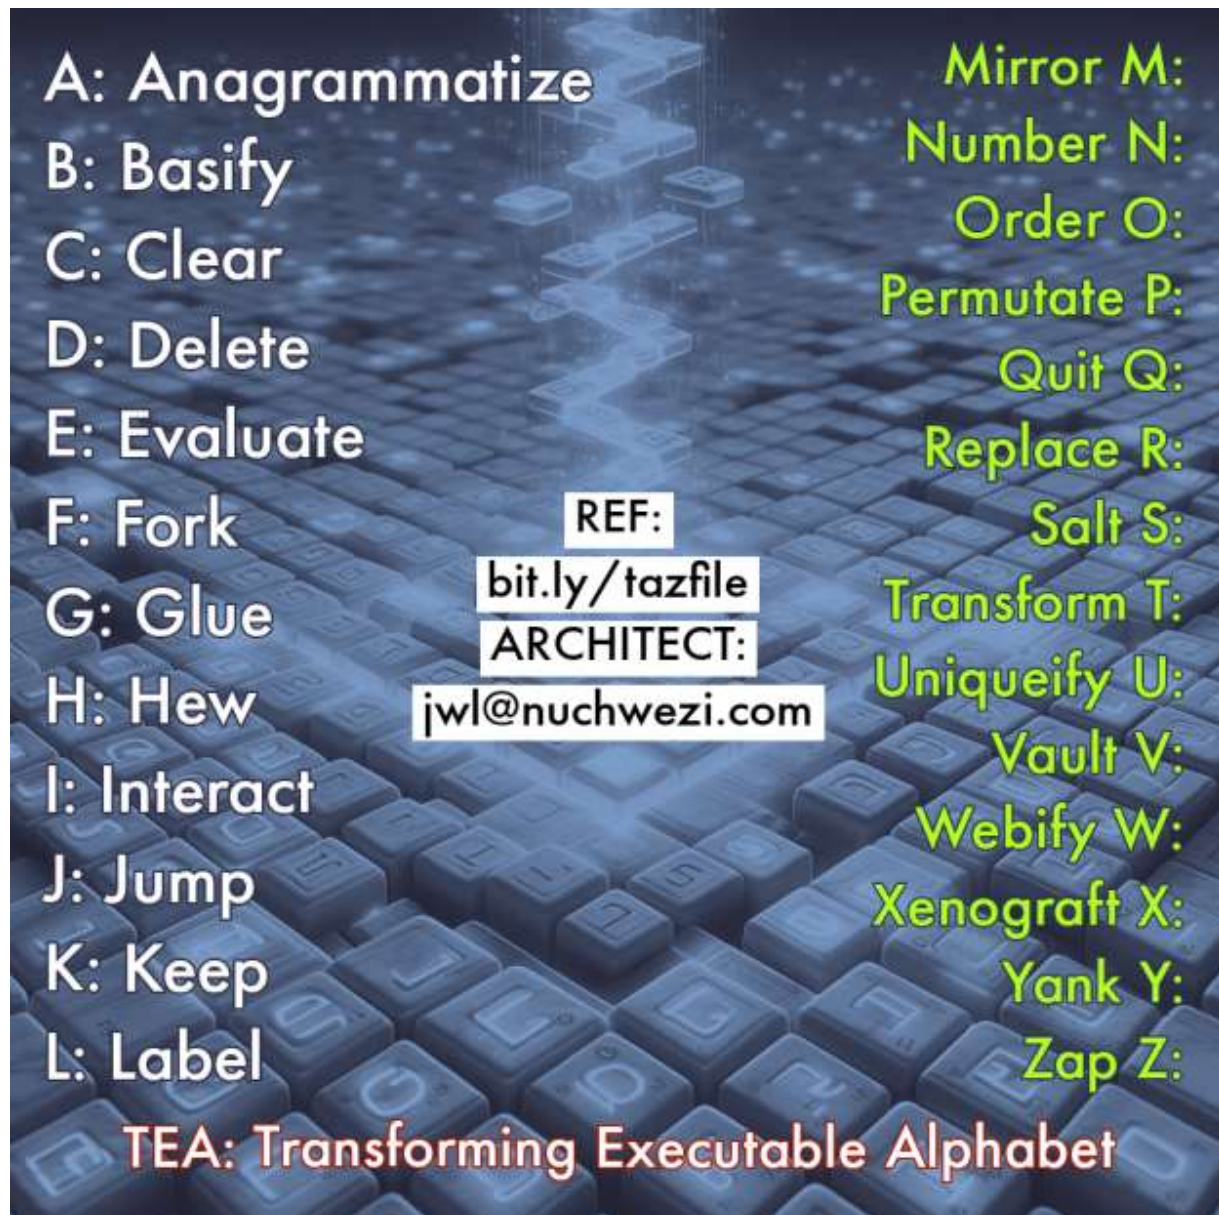 A: Anagrammatize
B: Basify
C: Clear
D: Delete
E: Evaluate
F: Fork
G: Glue
H: Hew
I: Interact
J: Jump
K: Keep
L: Label
REF:
bit.ly/tazfile
ARCHITECT:
jwl@nuchwezi.com
Mirror M:
Number N:
Order O:
Permutate P:
Quit Q:
Replace R:
Salt S:
Transform T:
Uniqueify U:
Vault V:
Webify W:
Xenograft X:
Yank Y:
Zap Z:
TEA: Transforming Executable Alphabet